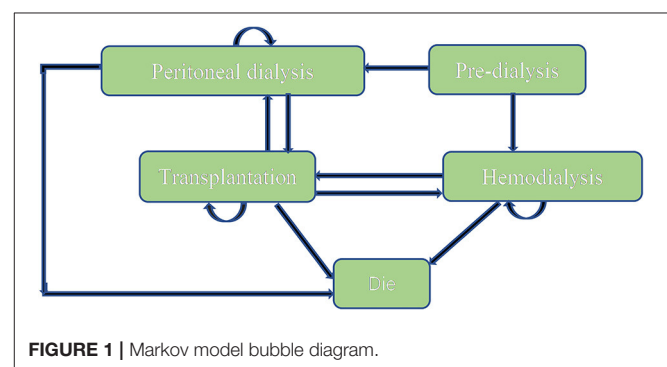 Peritoneal dialysis
Pre-dialysis
Transplantation
Hemodialysis
Die
FIGURE 1 | Markov model bubble diagram.